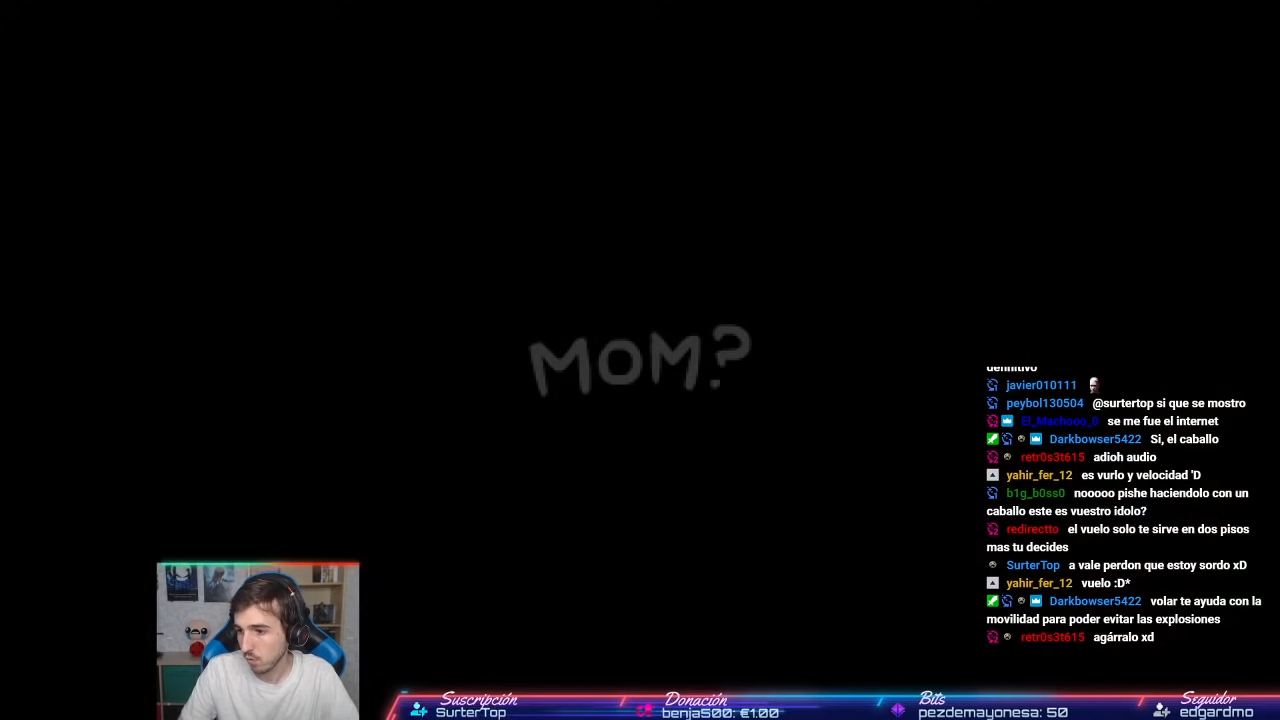 MOM?
definitivo
javier010111
peybol130504 @surtertop si que se mostro
El_Machooo_0 se me fue el internet
Darkbowser5422 Si, el caballo
retr0s3t615 adioh audio
yahir_fer_12 es vurlo y velocidad 'D
b1g_b0ss0 nooooo pishe haciendolo con un
caballo este es vuestro idolo?
redirectto el vuelo solo te sirve en dos pisos
mas tu decides
SurterTop a vale perdon que estoy sordo xD
yahir_fer_12 vuelo :D*
Darkbowser5422 volar te ayuda con la
movilidad para poder evitar las explosiones
retr0s3t615 agárralo xd
Suscripción
SurterTop
Donación
benja500: €1.00
Bits
pezdemayonesa: 50
Seguidor
edgardmo